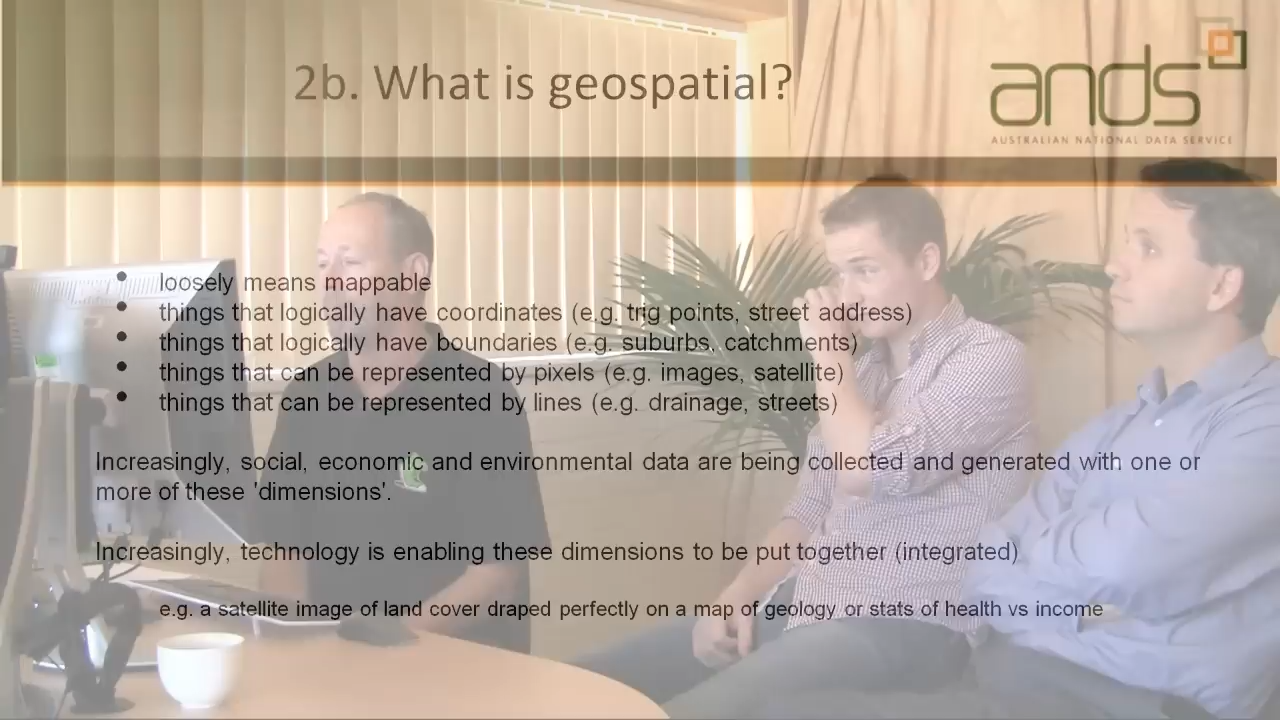 2b. What is geospatial?
ands
AUSTRALIAN NATIONAL DATA SERVICE
• loosely means mappable
• things that logically have coordinates (e.g. trig points, street address)
• things that logically have boundaries (e.g. suburbs, catchments)
• things that can be represented by pixels (e.g. images, satellite)
• things that can be represented by lines (e.g. drainage, streets)
Increasingly, social, economic and environmental data are being collected and generated with one or
more of these 'dimensions'.
Increasingly, technology is enabling these dimensions to be put together (integrated)
e.g. a satellite image of land cover draped perfectly on a map of geology or stats of health vs income